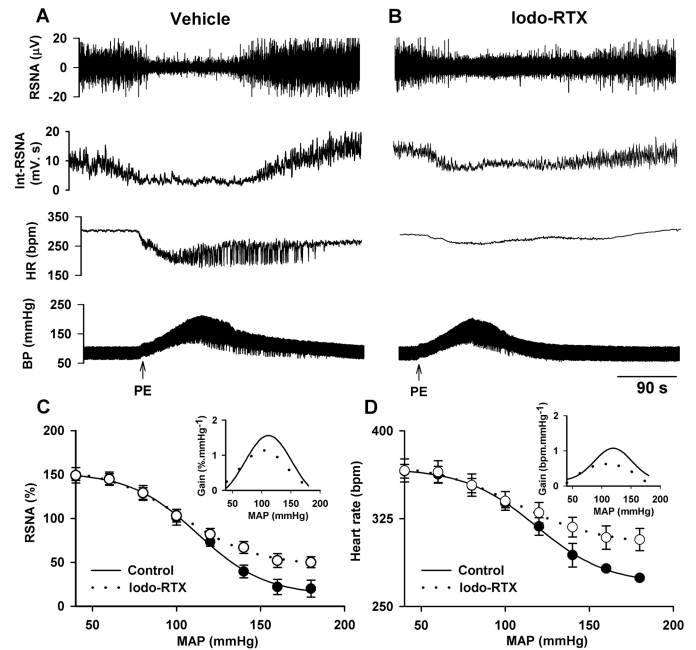 A Vehicle
B Iodo-RTX
RSNA (μV)
20
0
-20
Int-RSNA (mV. s)
20
10
0
HR (bpm)
350
250
150
BP (mmHg)
250
150
50
PE
PE
90 s
C
RSNA (%)
200
150
100
50
0
50 100 150 200
MAP (mmHg)
Control
Iodo-RTX
Gain (%.mmHg-1)
2
1
0
50 100 150 200
MAP (mmHg)
D
Heart rate (bpm)
400
325
250
50 100 150 200
MAP (mmHg)
Control
Iodo-RTX
Gain (bpm.mmHg-1)
2
1
0
50 100 150 200
MAP (mmHg)